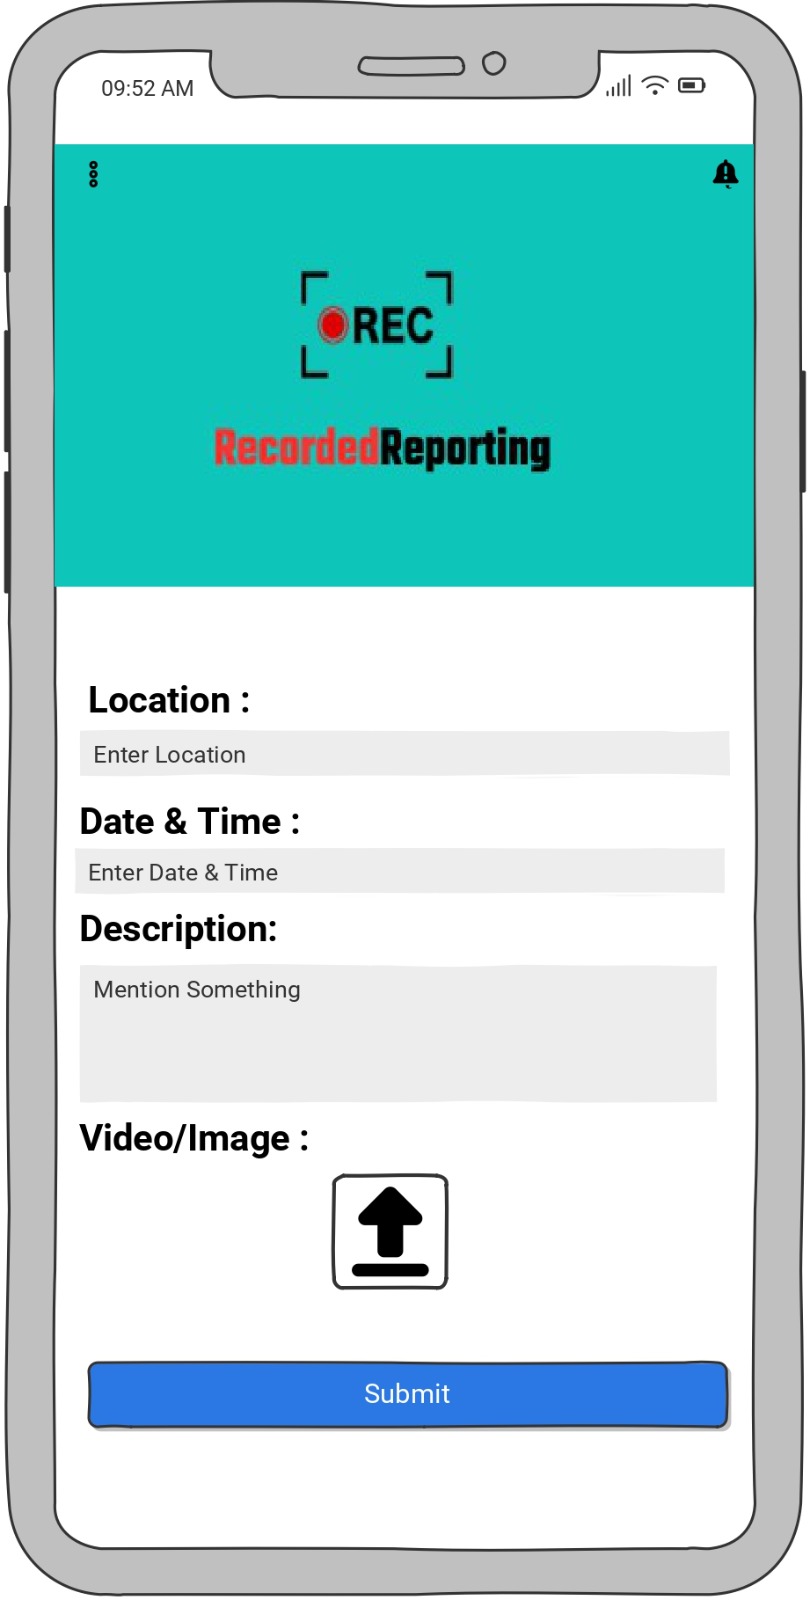 09:52 AM
REC
RecordedReporting
Location :
Enter Location
Date & Time :
Enter Date & Time
Description:
Mention Something
Video/Image :
Submit